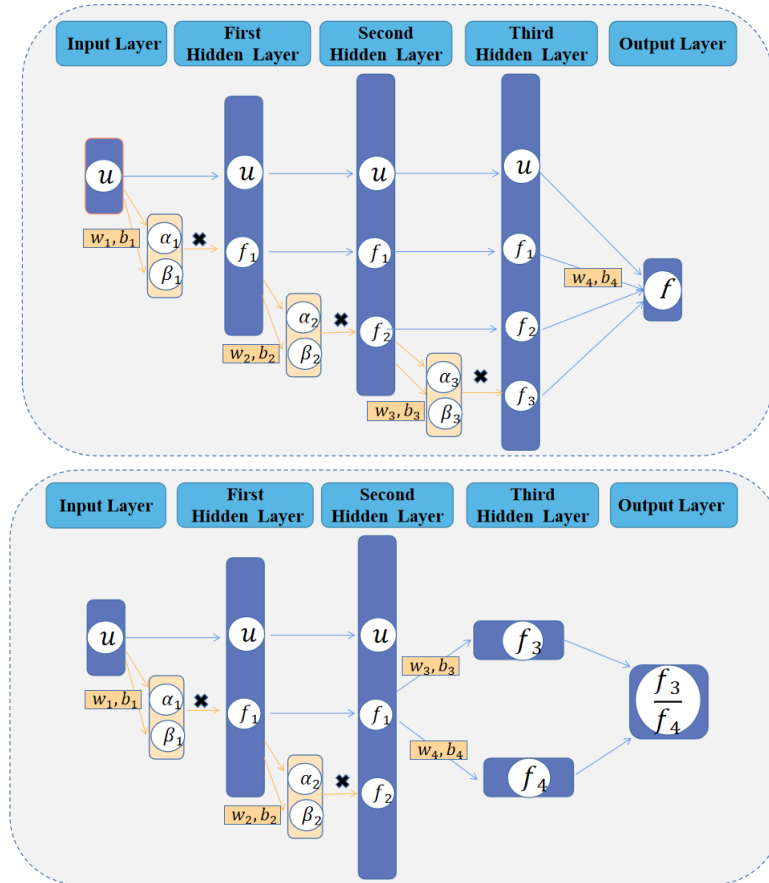 Input Layer
First
Hidden Layer
Second
Hidden Layer
Third
Hidden Layer
Output Layer
u
u
u
u
w₁, b₁
α₁
β₁
✖
f₁
f₁
f₁
w₄, b₄
f
w₂, b₂
α₂
β₂
✖
f₂
f₂
w₃, b₃
α₃
β₃
✖
f₃
Input Layer
First
Hidden Layer
Second
Hidden Layer
Third
Hidden Layer
Output Layer
u
u
u
w₁, b₁
α₁
β₁
✖
f₁
f₁
w₃, b₃
f₃
w₄, b₄
f₄
f₃
f₄
w₂, b₂
α₂
β₂
✖
f₂